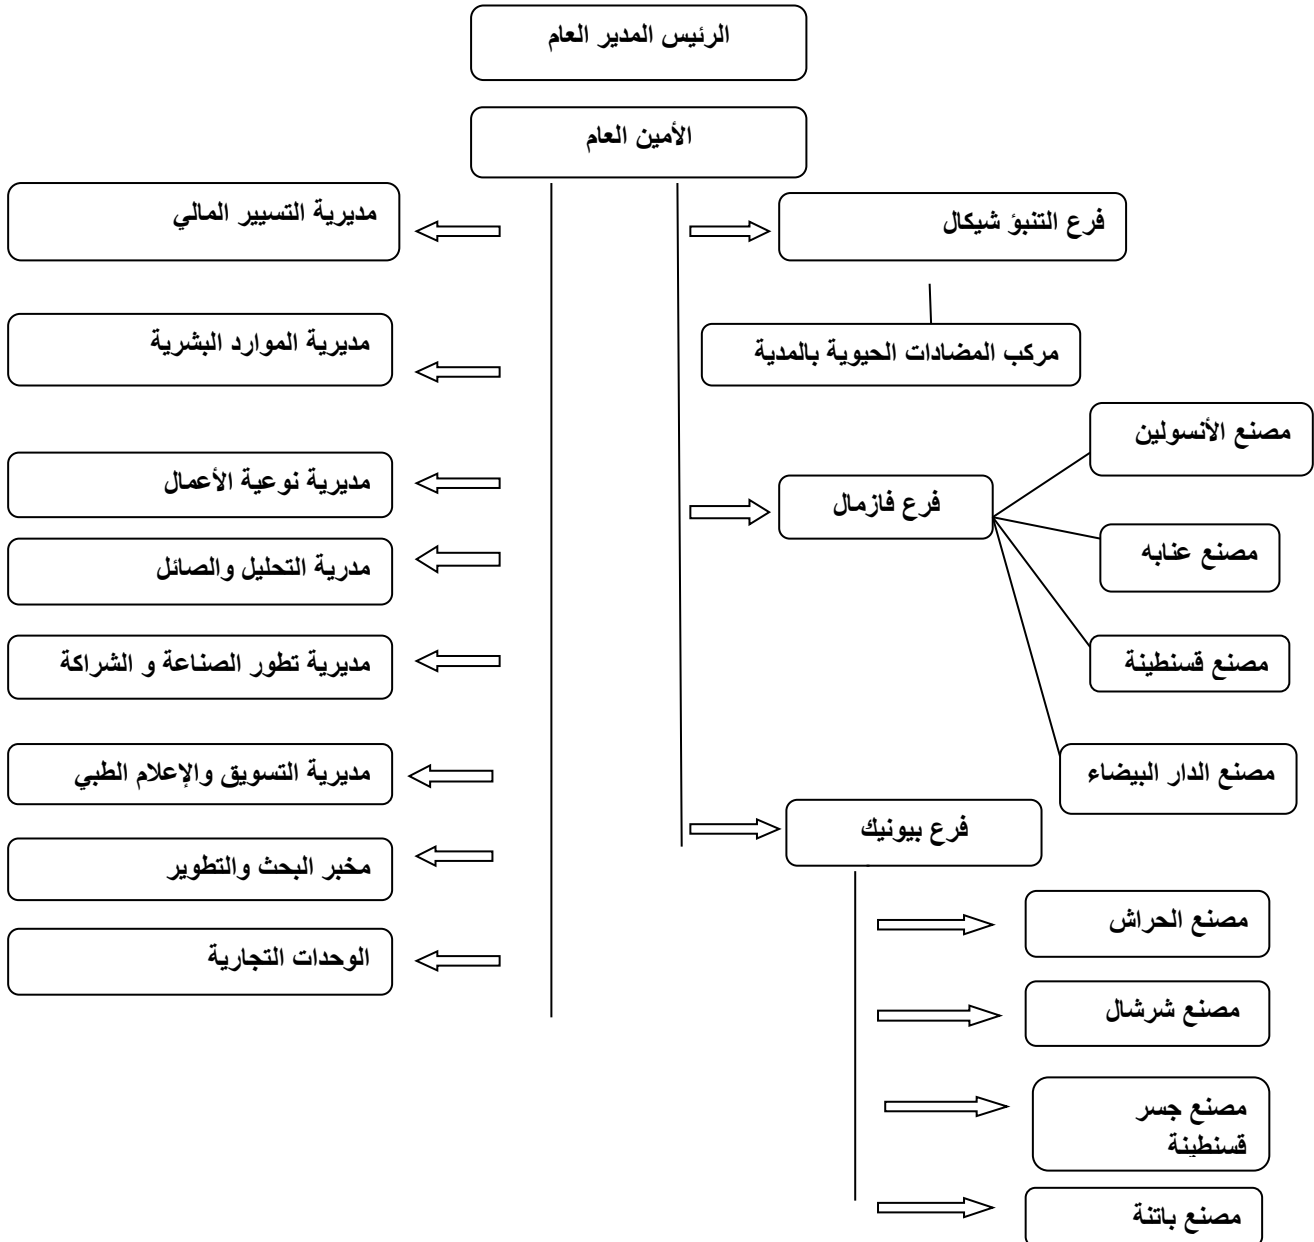 الرئيس المدير العام
الأمين العام
فرع التنبؤ شيكال
مديرية التسيير المالي
مركب المضادات الحيوية بالمدية
مديرية الموارد البشرية
مصنع الأنسولين
فرع فازمال
مديرية نوعية الأعمال
مصنع عنابه
مدرية التحليل والصائل
مصنع قسنطينة
مديرية تطور الصناعة و الشراكة
مصنع الدار البيضاء
مديرية التسويق والإعلام الطبي
فرع بيونيك
مخبر البحث والتطوير
مصنع الحراش
الوحدات التجارية
مصنع شرشال
مصنع جسر
قسنطينة
مصنع باتنة